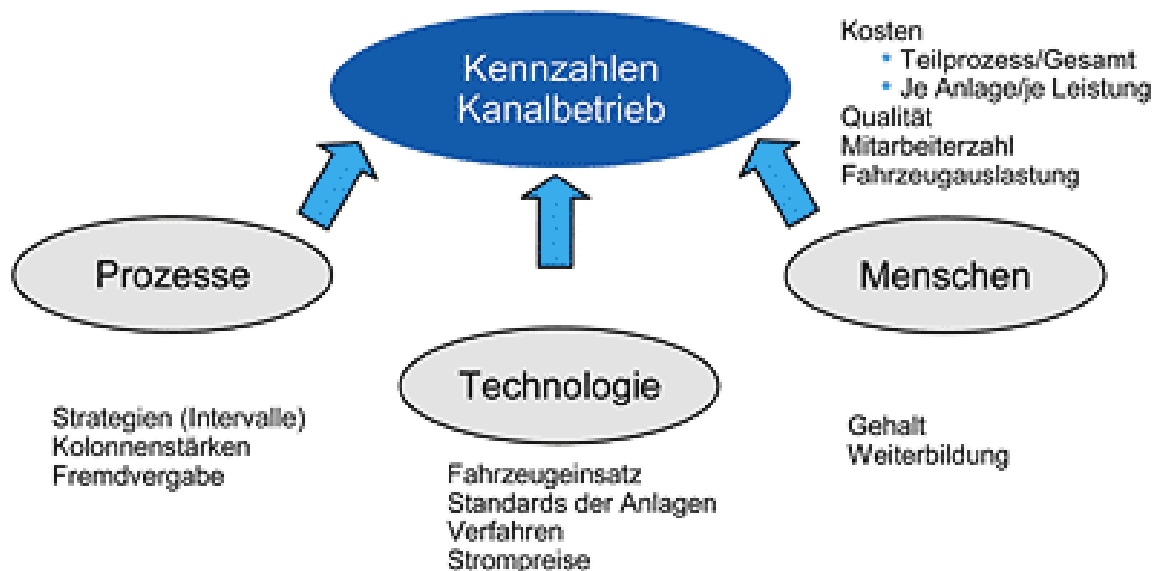 Kennzahlen
Kanalbetrieb
Kosten
• Teilprozess/Gesamt
• Je Anlage/je Leistung
Qualität
Mitarbeiterzahl
Fahrzeugauslastung
Prozesse
Menschen
Technologie
Strategien (Intervalle)
Kolonnenstärken
Fremdvergabe
Fahrzeugeinsatz
Standards der Anlagen
Verfahren
Strompreise
Gehalt
Weiterbildung